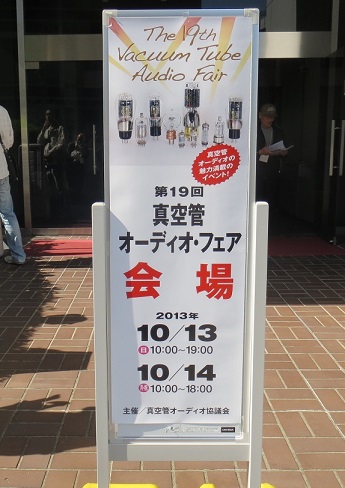 The 19th
Vacuum Tube
Audio Fair
真空管
オーディオの
魅力満載の
イベント!
第19回
真空管
オーディオ・フェア
会場
2013年
10/13
日 10:00~19:00
10/14
10:00~18:00
主催/真空管オーディオ協議会